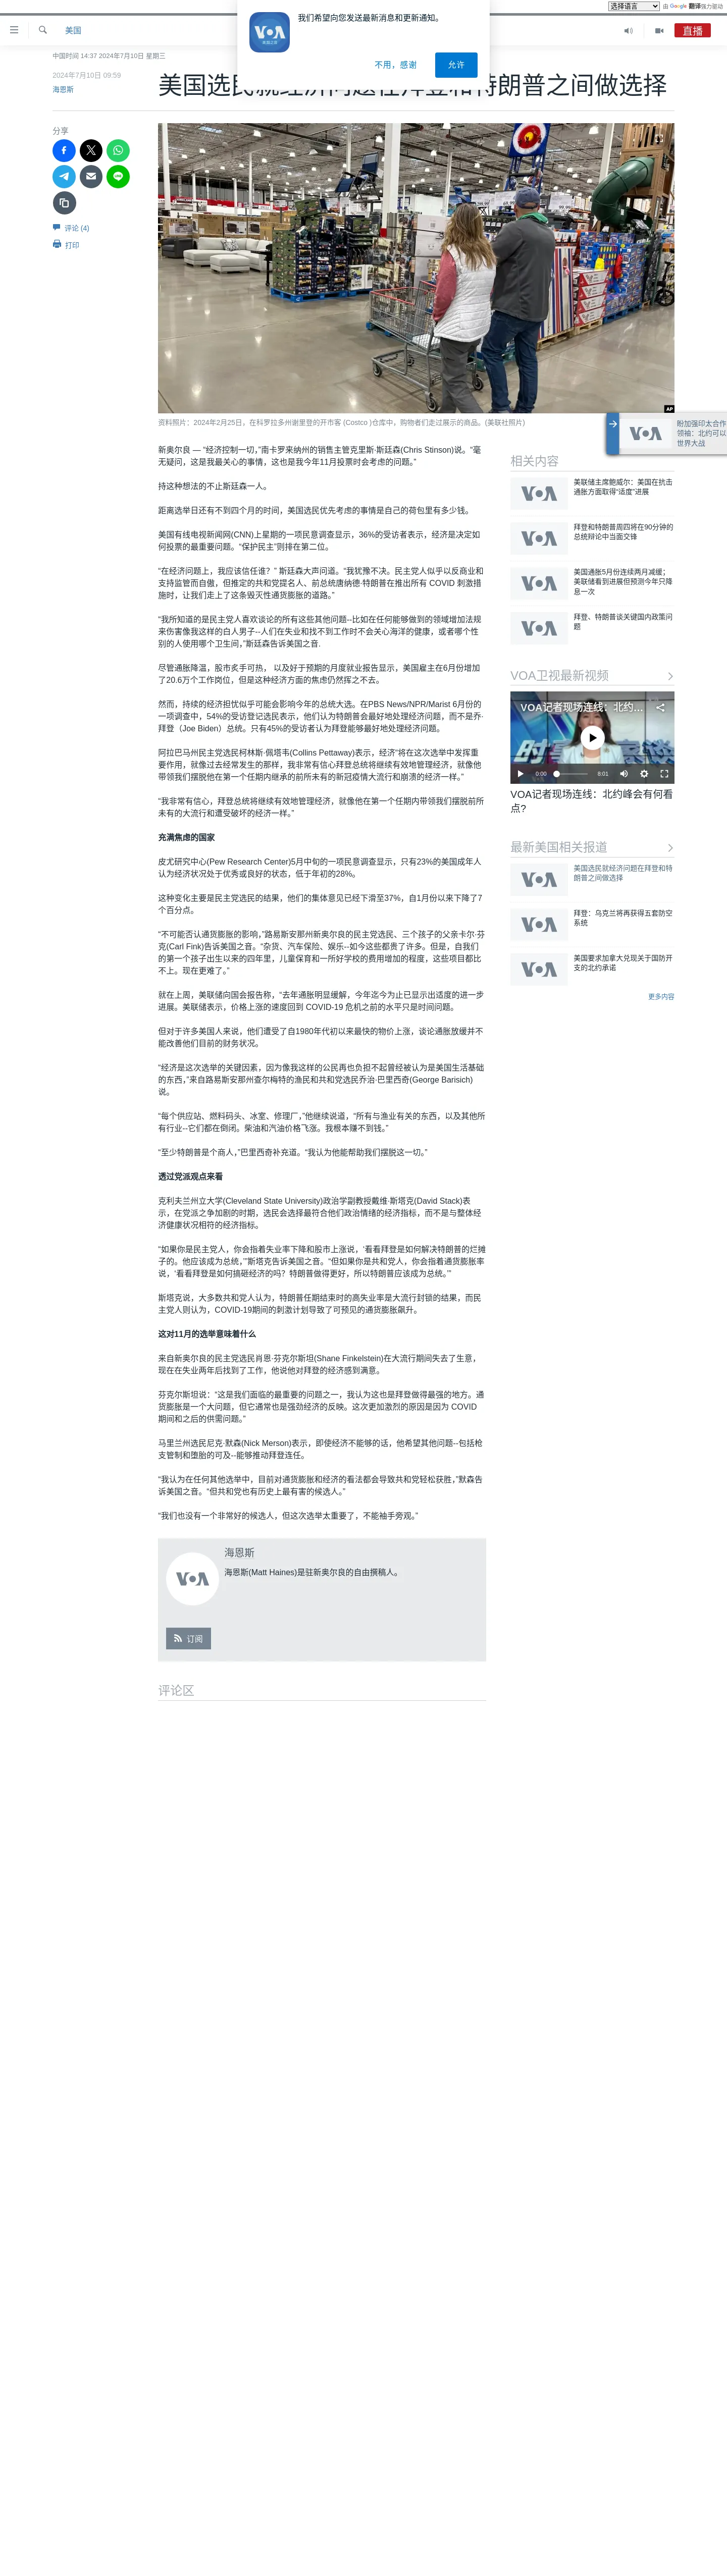 选择语言
由 Google 翻译强力驱动
美国
直播
VOA
我们希望向您发送最新消息和更新通知。
不用，感谢
允许
中国时间 14:37 2024年7月10日 星期三
2024年7月10日 09:59
海恩斯
美国选民就经济问题在拜登和特朗普之间做选择
分享
评论 (4)
打印
AP
资料照片：2024年2月25日，在科罗拉多州谢里登的开市客 (Costco )仓库中，购物者们走过展示的商品。(美联社照片)
新奥尔良 — “经济控制一切，”南卡罗来纳州的销售主管克里斯·斯廷森(Chris Stinson)说。“毫
无疑问，这是我最关心的事情，这也是我今年11月投票时会考虑的问题。”
持这种想法的不止斯廷森一人。
距离选举日还有不到四个月的时间，美国选民优先考虑的事情是自己的荷包里有多少钱。
美国有线电视新闻网(CNN)上星期的一项民意调查显示，36%的受访者表示，经济是决定如
何投票的最重要问题。“保护民主”则排在第二位。
“在经济问题上，我应该信任谁？” 斯廷森大声问道。“我犹豫不决。民主党人似乎以反商业和
支持监管而自傲，但推定的共和党提名人、前总统唐纳德·特朗普在推出所有 COVID 刺激措
施时，让我们走上了这条毁灭性通货膨胀的道路。”
“我所知道的是民主党人喜欢谈论的所有这些其他问题--比如在任何能够做到的领域增加法规
来伤害像我这样的白人男子--人们在失业和找不到工作时不会关心海洋的健康，或者哪个性
别的人使用哪个卫生间，”斯廷森告诉美国之音.
尽管通胀降温，股市炙手可热， 以及好于预期的月度就业报告显示，美国雇主在6月份增加
了20.6万个工作岗位，但是这种经济方面的焦虑仍然挥之不去。
然而，持续的经济担忧似乎可能会影响今年的总统大选。在PBS News/NPR/Marist 6月份的
一项调查中，54%的受访登记选民表示，他们认为特朗普会最好地处理经济问题，而不是乔·
拜登（Joe Biden）总统。只有45%的受访者认为拜登能够最好地处理经济问题。
阿拉巴马州民主党选民柯林斯·佩塔韦(Collins Pettaway)表示，经济“将在这次选举中发挥重
要作用，就像过去经常发生的那样，我非常有信心拜登总统将继续有效地管理经济，就像他
带领我们摆脱他在第一个任期内继承的前所未有的新冠疫情大流行和崩溃的经济一样。”
“我非常有信心，拜登总统将继续有效地管理经济，就像他在第一个任期内带领我们摆脱前所
未有的大流行和遭受破坏的经济一样。”
充满焦虑的国家
皮尤研究中心(Pew Research Center)5月中旬的一项民意调查显示，只有23%的美国成年人
认为经济状况处于优秀或良好的状态，低于年初的28%。
这种变化主要是民主党选民的结果，他们的集体意见已经下滑至37%，自1月份以来下降了7
个百分点。
“不可能否认通货膨胀的影响，”路易斯安那州新奥尔良的民主党选民、三个孩子的父亲卡尔·芬
克(Carl Fink)告诉美国之音。“杂货、汽车保险、娱乐--如今这些都贵了许多。但是，自我们
的第一个孩子出生以来的四年里，儿童保育和一所好学校的费用增加的程度，这些项目都比
不上。现在更难了。”
就在上周，美联储向国会报告称，“去年通胀明显缓解，今年迄今为止已显示出适度的进一步
进展。美联储表示，价格上涨的速度回到 COVID-19 危机之前的水平只是时间问题。
但对于许多美国人来说，他们遭受了自1980年代初以来最快的物价上涨，谈论通胀放缓并不
能改善他们目前的财务状况。
“经济是这次选举的关键因素，因为像我这样的公民再也负担不起曾经被认为是美国生活基础
的东西，”来自路易斯安那州查尔梅特的渔民和共和党选民乔治·巴里西奇(George Barisich)
说。
“每个供应站、燃料码头、冰室、修理厂，”他继续说道，“所有与渔业有关的东西，以及其他所
有行业--它们都在倒闭。柴油和汽油价格飞涨。我根本赚不到钱。”
“至少特朗普是个商人，”巴里西奇补充道。“我认为他能帮助我们摆脱这一切。”
透过党派观点来看
克利夫兰州立大学(Cleveland State University)政治学副教授戴维·斯塔克(David Stack)表
示，在党派之争加剧的时期，选民会选择最符合他们政治情绪的经济指标，而不是与整体经
济健康状况相符的经济指标。
“如果你是民主党人，你会指着失业率下降和股市上涨说，‘看看拜登是如何解决特朗普的烂摊
子的。他应该成为总统，’”斯塔克告诉美国之音。“但如果你是共和党人，你会指着通货膨胀率
说，‘看看拜登是如何搞砸经济的吗？特朗普做得更好，所以特朗普应该成为总统。’”
斯塔克说，大多数共和党人认为，特朗普任期结束时的高失业率是大流行封锁的结果，而民
主党人则认为，COVID-19期间的刺激计划导致了可预见的通货膨胀飙升。
这对11月的选举意味着什么
来自新奥尔良的民主党选民肖恩·芬克尔斯坦(Shane Finkelstein)在大流行期间失去了生意，
现在在失业两年后找到了工作，他说他对拜登的经济感到满意。
芬克尔斯坦说：“这是我们面临的最重要的问题之一，我认为这也是拜登做得最强的地方。通
货膨胀是一个大问题，但它通常也是强劲经济的反映。这次更加激烈的原因是因为 COVID
期间和之后的供需问题。”
马里兰州选民尼克·默森(Nick Merson)表示，即使经济不能够的话，他希望其他问题--包括枪
支管制和堕胎的可及--能够推动拜登连任。
“我认为在任何其他选举中，目前对通货膨胀和经济的看法都会导致共和党轻松获胜，”默森告
诉美国之音。“但共和党也有历史上最有害的候选人。”
“我们也没有一个非常好的候选人，但这次选举太重要了，不能袖手旁观。”
VOA
海恩斯
海恩斯(Matt Haines)是驻新奥尔良的自由撰稿人。
订阅
评论区
VOA
盼加强印太合作
领袖：北约可以
世界大战
相关内容
VOA
美联储主席鲍威尔：美国在抗击
通胀方面取得“适度”进展
VOA
拜登和特朗普周四将在90分钟的
总统辩论中当面交锋
VOA
美国通胀5月份连续两月减缓；
美联储看到进展但预测今年只降
息一次
VOA
拜登、特朗普谈关键国内政策问
题
VOA卫视最新视频
VOA记者现场连线：北约...
0:00
8:01
VOA记者现场连线：北约峰会有何看
点?
最新美国相关报道
VOA
美国选民就经济问题在拜登和特
朗普之间做选择
VOA
拜登：乌克兰将再获得五套防空
系统
VOA
美国要求加拿大兑现关于国防开
支的北约承诺
更多内容